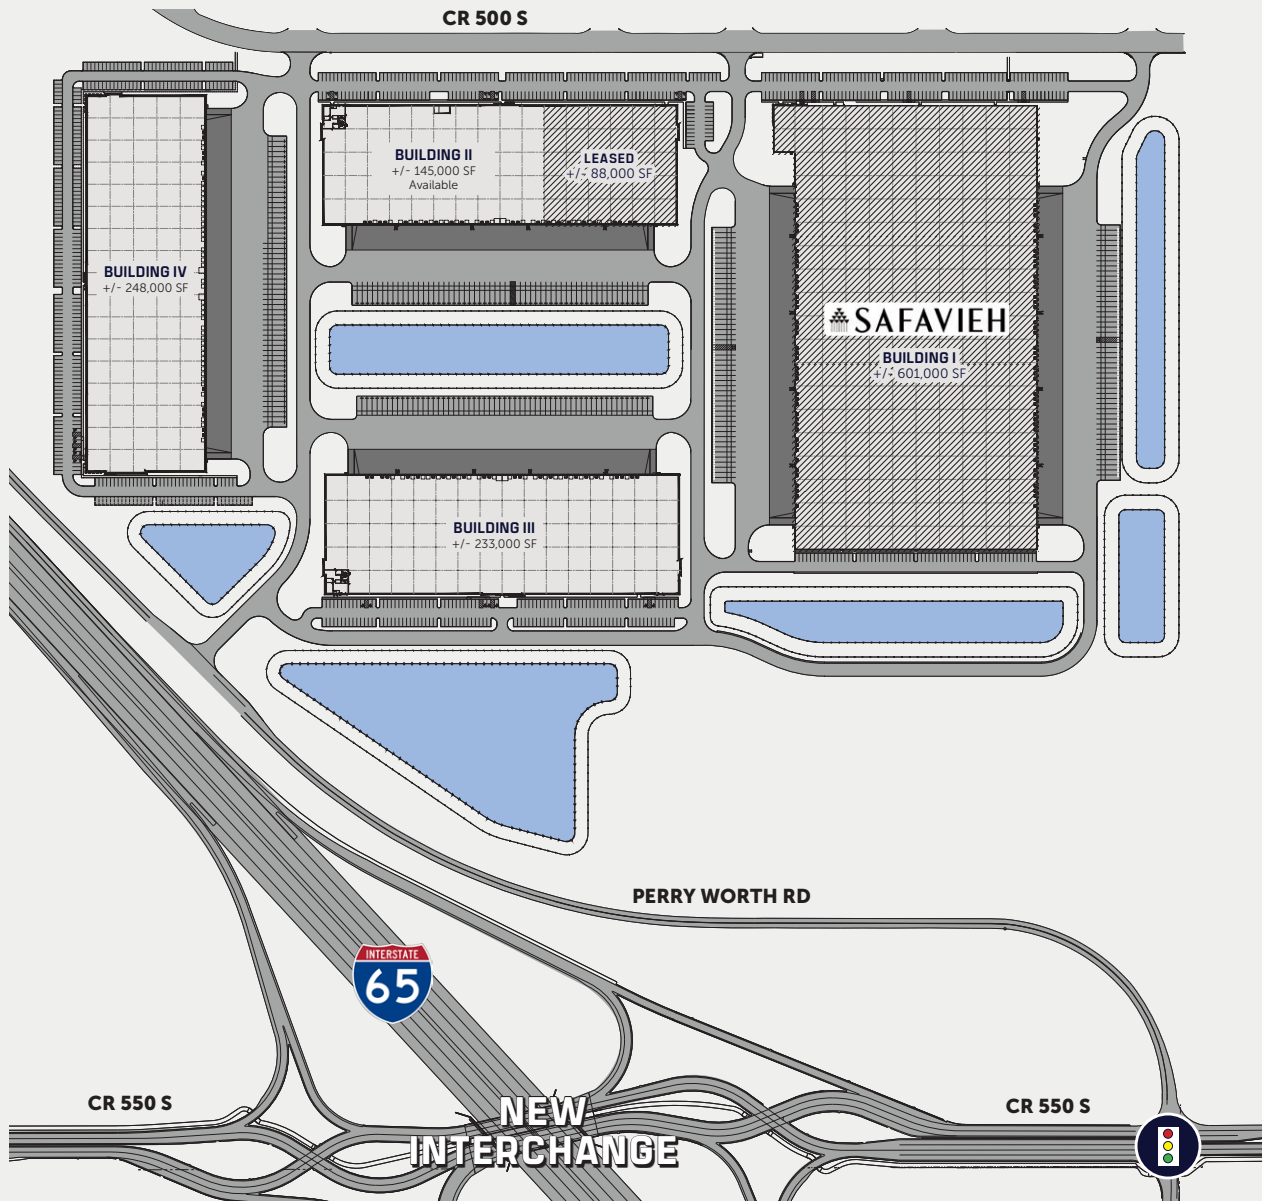 CR 500 S
BUILDING II
+/- 145,000 SF
Available
LEASED
+/- 88,000 SF
BUILDING IV
+/- 248,000 SF
SAFAVIEH
BUILDING I
+/- 601,000 SF
BUILDING III
+/- 233,000 SF
PERRY WORTH RD
INTERSTATE
65
CR 550 S
NEW
INTERCHANGE
CR 550 S